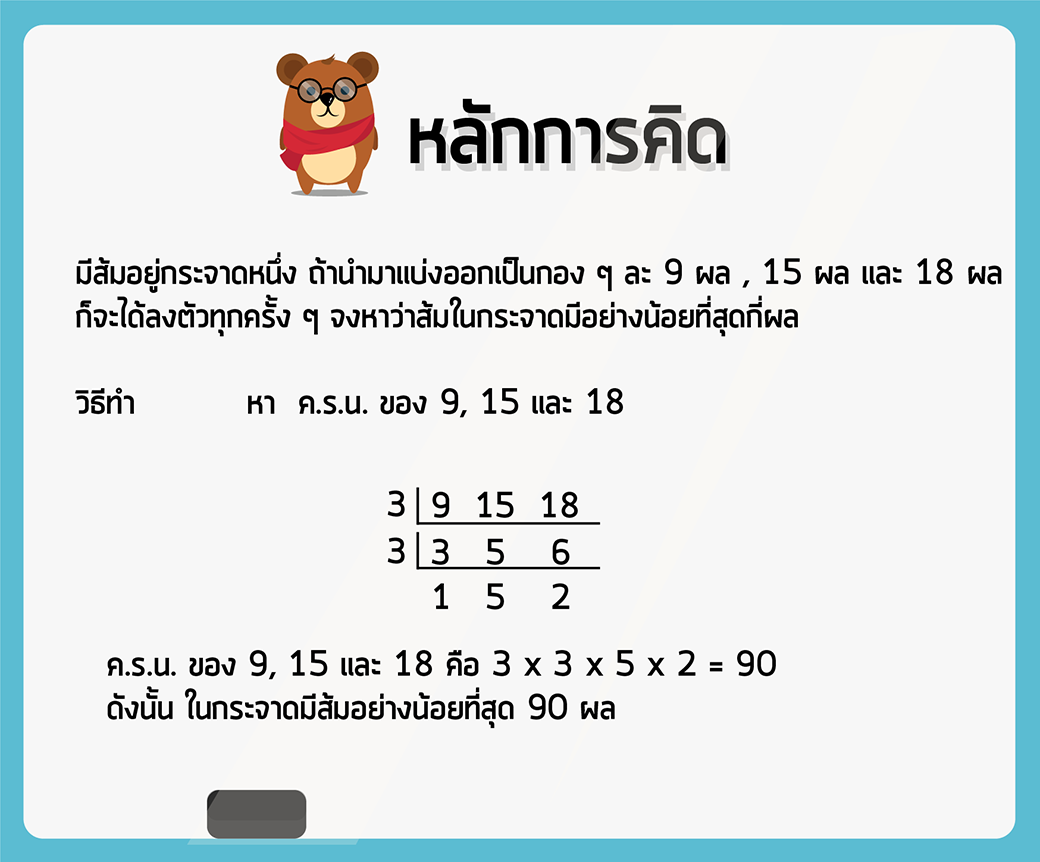 หลักการคิด
มีส้มอยู่กระจาดหนึ่ง ถ้านำมาแบ่งออกเป็นกอง ๆ ละ 9 ผล , 15 ผล และ 18 ผล
ก็จะได้ลงตัวทุกครั้ง ๆ จงหาว่าส้มในกระจาดมีอย่างน้อยที่สุดกี่ผล
วิธีทำ หา ค.ร.น. ของ 9, 15 และ 18
3 9 15 18
3 3 5 6
1 5 2
ค.ร.น. ของ 9, 15 และ 18 คือ 3 x 3 x 5 x 2 = 90
ดังนั้น ในกระจาดมีส้มอย่างน้อยที่สุด 90 ผล